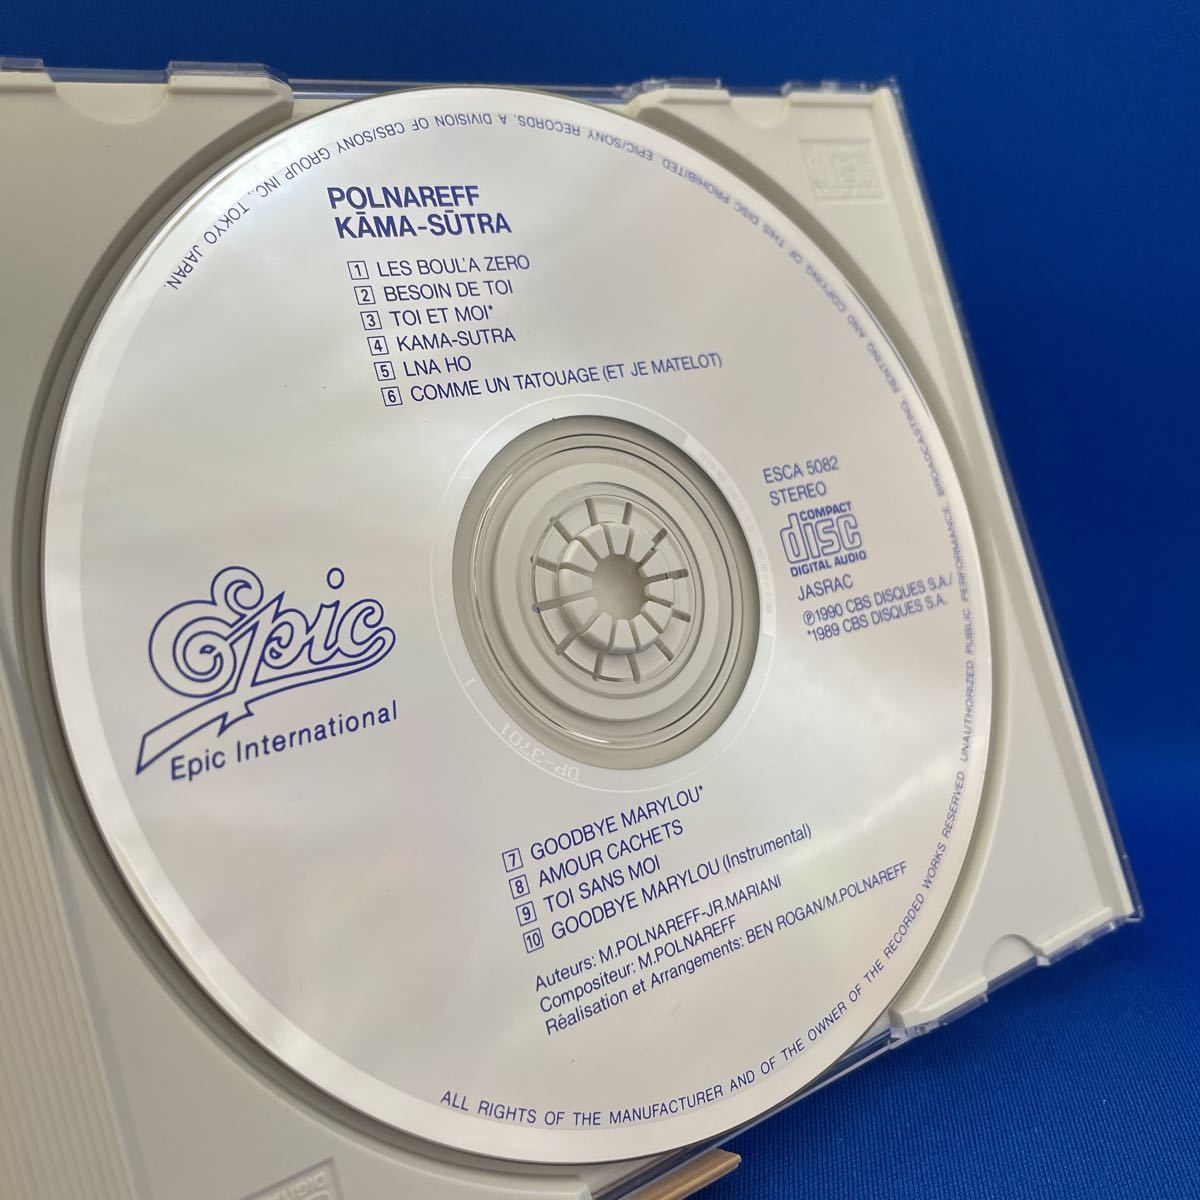 POLNAREFF
KĀMA-SŪTRA
1 LES BOUL'A ZERO
2 BESOIN DE TOI
3 TOI ET MOI*
4 KAMA-SUTRA
5 LNA HO
6 COMME UN TATOUAGE (ET JE MATELOT)
ESCA 5082
STEREO
COMPACT
disc
DIGITAL AUDIO
JASRAC
℗1990 CBS DISQUES S.A./
*1989 CBS DISQUES S.A.
Epic
Epic International
DP-3701
7 GOODBYE MARYLOU*
8 AMOUR CACHETS
9 TOI SANS MOI
10 GOODBYE MARYLOU (Instrumental)
Auteurs: M.POLNAREFF-JR.MARIANI
Compositeur: M.POLNAREFF
Réalisation et Arrangements: BEN ROGAN/M.POLNAREFF
ALL RIGHTS OF THE MANUFACTURER AND OF THE OWNER OF THE RECORDED WORKS RESERVED. UNAUTHORIZED PUBLIC PERFORMANCE, BROADCASTING, RENTING AND COPYING OF THIS DISC PROHIBITED. EPIC/SONY RECORDS. A DIVISION OF CBS/SONY GROUP INC., TOKYO JAPAN.